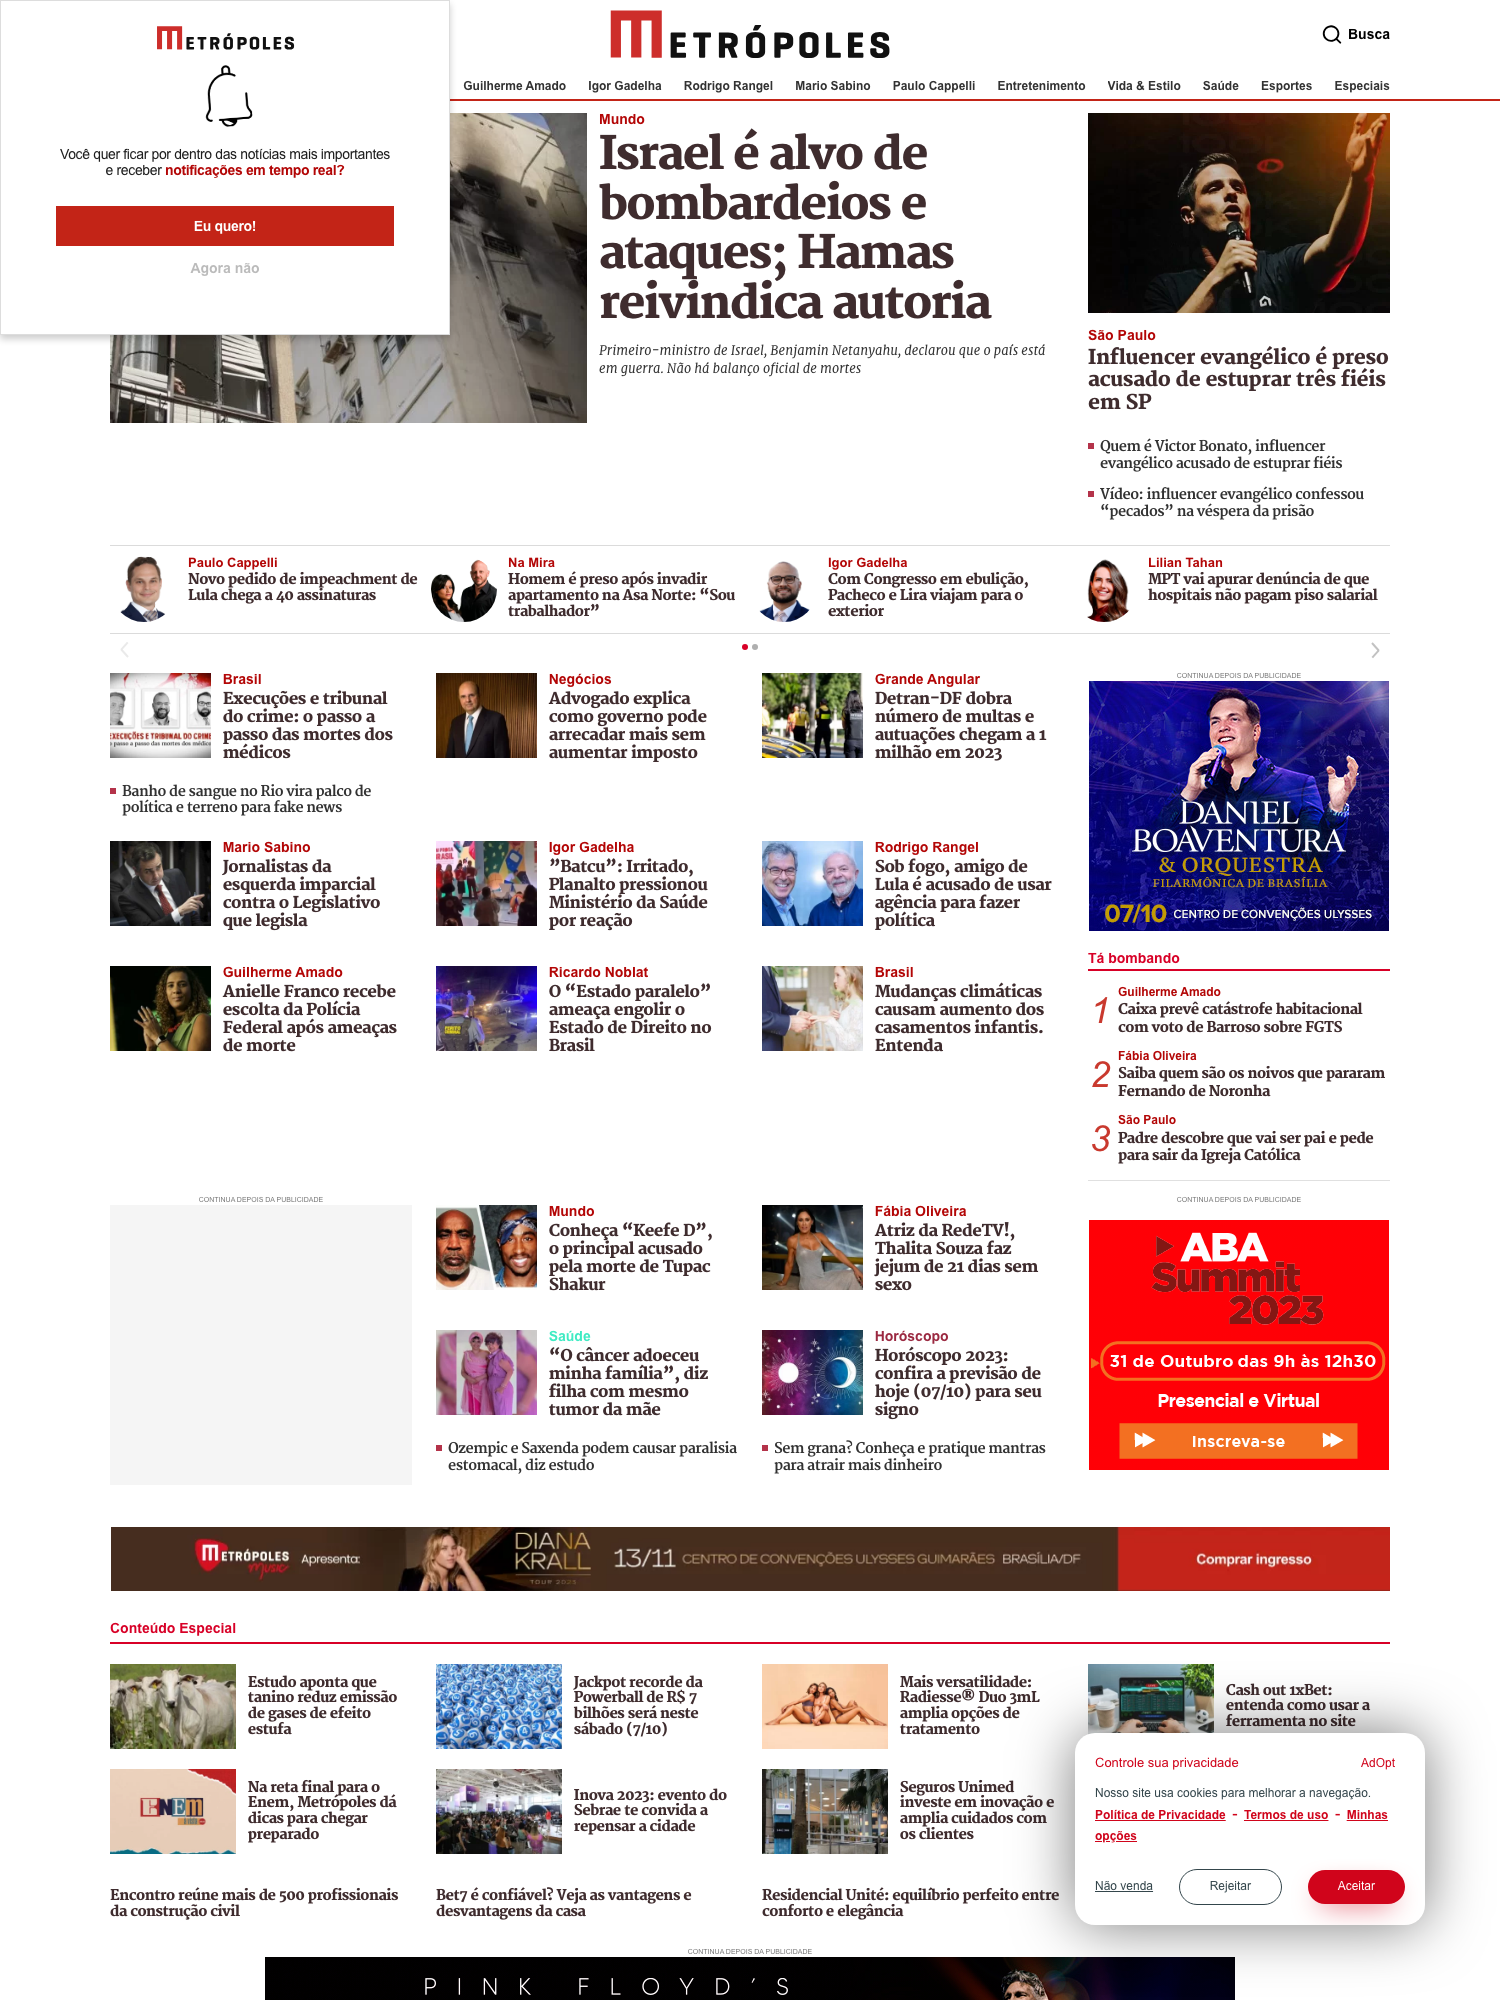 METRÓPOLES
Você quer ficar por dentro das notícias mais importantes
e receber notificações em tempo real?
Eu quero!
Agora não
METRÓPOLES
Busca
Guilherme Amado
Igor Gadelha
Rodrigo Rangel
Mario Sabino
Paulo Cappelli
Entretenimento
Vida & Estilo
Saúde
Esportes
Especiais
Mundo
Israel é alvo de
bombardeios e
ataques; Hamas
reivindica autoria
Primeiro-ministro de Israel, Benjamin Netanyahu, declarou que o país está
em guerra. Não há balanço oficial de mortes
São Paulo
Influencer evangélico é preso
acusado de estuprar três fiéis
em SP
Quem é Victor Bonato, influencer
evangélico acusado de estuprar fiéis
Vídeo: influencer evangélico confessou
“pecados” na véspera da prisão
Paulo Cappelli
Novo pedido de impeachment de
Lula chega a 40 assinaturas
Na Mira
Homem é preso após invadir
apartamento na Asa Norte: “Sou
trabalhador”
Igor Gadelha
Com Congresso em ebulição,
Pacheco e Lira viajam para o
exterior
Lilian Tahan
MPT vai apurar denúncia de que
hospitais não pagam piso salarial
Brasil
Execuções e tribunal
do crime: o passo a
passo das mortes dos
médicos
Banho de sangue no Rio vira palco de
política e terreno para fake news
Negócios
Advogado explica
como governo pode
arrecadar mais sem
aumentar imposto
Grande Angular
Detran-DF dobra
número de multas e
autuações chegam a 1
milhão em 2023
CONTINUA DEPOIS DA PUBLICIDADE
DANIEL
BOAVENTURA
& ORQUESTRA
FILARMÔNICA DE BRASÍLIA
07/10 CENTRO DE CONVENÇÕES ULYSSES
Mario Sabino
Jornalistas da
esquerda imparcial
contra o Legislativo
que legisla
Igor Gadelha
”Batcu”: Irritado,
Planalto pressionou
Ministério da Saúde
por reação
Rodrigo Rangel
Sob fogo, amigo de
Lula é acusado de usar
agência para fazer
política
Guilherme Amado
Anielle Franco recebe
escolta da Polícia
Federal após ameaças
de morte
Ricardo Noblat
O “Estado paralelo”
ameaça engolir o
Estado de Direito no
Brasil
Brasil
Mudanças climáticas
causam aumento dos
casamentos infantis.
Entenda
Tá bombando
1
Guilherme Amado
Caixa prevê catástrofe habitacional
com voto de Barroso sobre FGTS
2
Fábia Oliveira
Saiba quem são os noivos que pararam
Fernando de Noronha
3
São Paulo
Padre descobre que vai ser pai e pede
para sair da Igreja Católica
CONTINUA DEPOIS DA PUBLICIDADE
Mundo
Conheça “Keefe D”,
o principal acusado
pela morte de Tupac
Shakur
Fábia Oliveira
Atriz da RedeTV!,
Thalita Souza faz
jejum de 21 dias sem
sexo
Saúde
“O câncer adoeceu
minha família”, diz
filha com mesmo
tumor da mãe
Ozempic e Saxenda podem causar paralisia
estomacal, diz estudo
Horóscopo
Horóscopo 2023:
confira a previsão de
hoje (07/10) para seu
signo
Sem grana? Conheça e pratique mantras
para atrair mais dinheiro
CONTINUA DEPOIS DA PUBLICIDADE
ABA
Summit
2023
31 de Outubro das 9h às 12h30
Presencial e Virtual
Inscreva-se
METRÓPOLES
Music
Apresenta:
DIANA
KRALL
TOUR 2023
13/11 CENTRO DE CONVENÇÕES ULYSSES GUIMARÃES BRASÍLIA/DF
Comprar ingresso
Conteúdo Especial
Estudo aponta que
tanino reduz emissão
de gases de efeito
estufa
Jackpot recorde da
Powerball de R$ 7
bilhões será neste
sábado (7/10)
Mais versatilidade:
Radiesse® Duo 3mL
amplia opções de
tratamento
Cash out 1xBet:
entenda como usar a
ferramenta no site
ENEM
Na reta final para o
Enem, Metrópoles dá
dicas para chegar
preparado
Inova 2023: evento do
Sebrae te convida a
repensar a cidade
Seguros Unimed
investe em inovação e
amplia cuidados com
os clientes
Encontro reúne mais de 500 profissionais
da construção civil
Bet7 é confiável? Veja as vantagens e
desvantagens da casa
Residencial Unité: equilíbrio perfeito entre
conforto e elegância
Controle sua privacidade
AdOpt
Nosso site usa cookies para melhorar a navegação.
Política de Privacidade - Termos de uso - Minhas
opções
Não venda
Rejeitar
Aceitar
CONTINUA DEPOIS DA PUBLICIDADE
PINK FLOYD'S